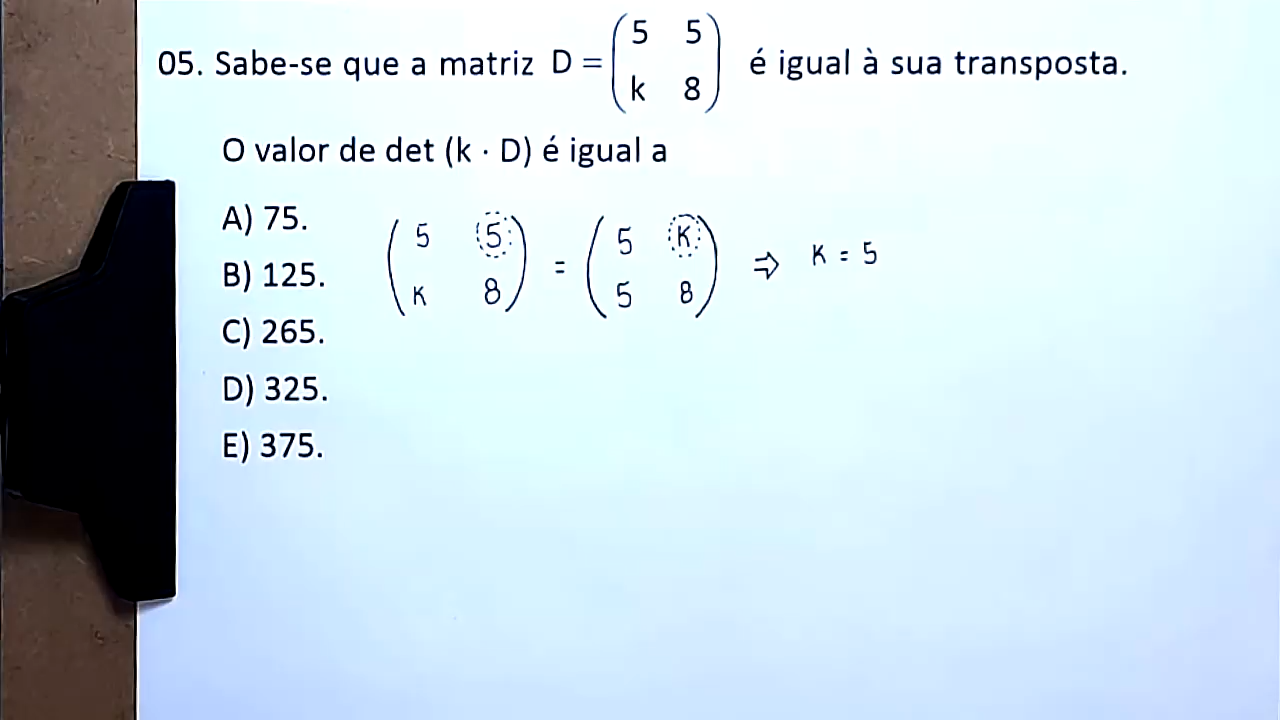 05. Sabe-se que a matriz D = (5 5
k 8) é igual à sua transposta.
O valor de det (k · D) é igual a
A) 75.
B) 125.
C) 265.
D) 325.
E) 375.
(5 5
K 8) = (5 K
5 8) ⇒ K = 5